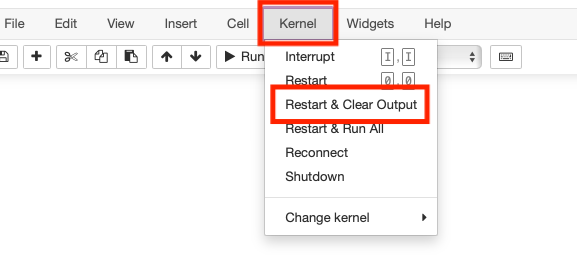 File View Insert Cell Kernel Widgets Help
Run
Interrupt I,I
Restart 0,0
Restart & Clear Output
Restart & Run All
Reconnect
Shutdown
Change kernel